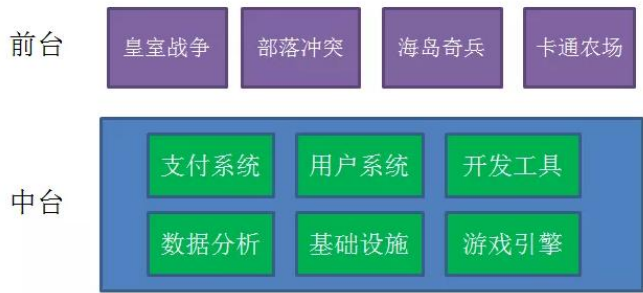 前台
皇室战争 部落冲突 海岛奇兵 卡通农场
中台
支付系统 用户系统 开发工具
数据分析 基础设施 游戏引擎